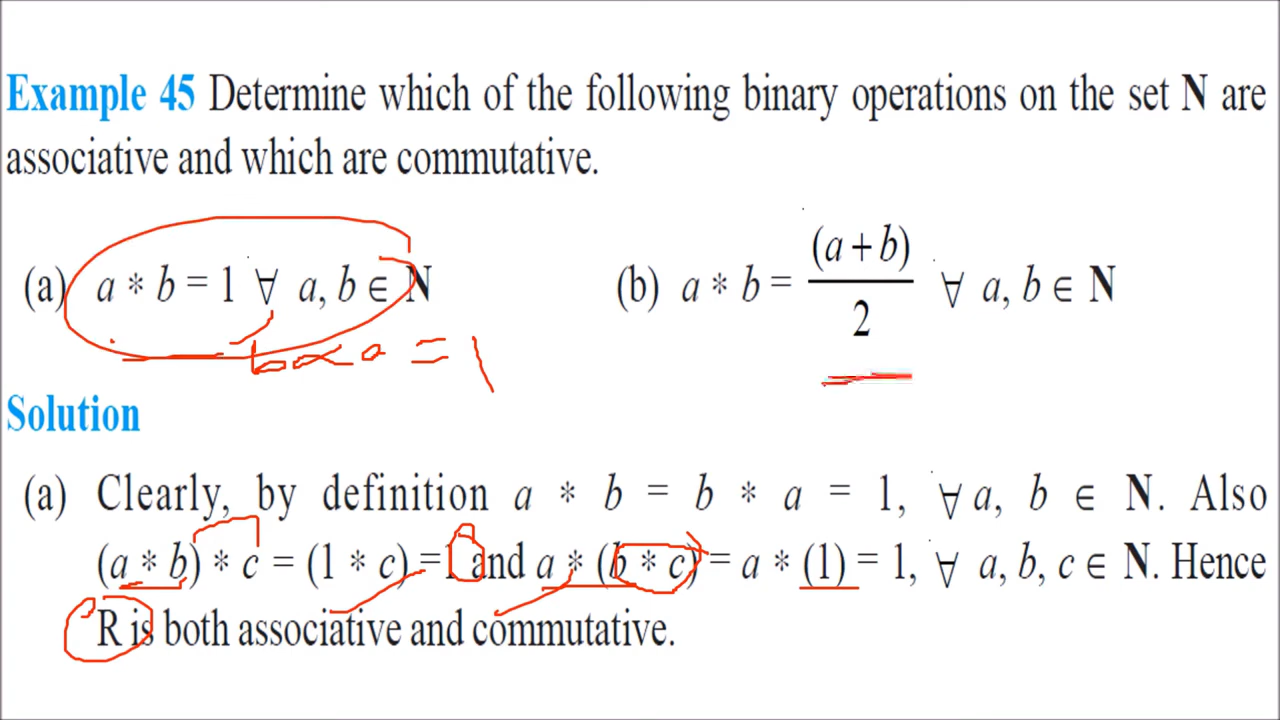 Example 45 Determine which of the following binary operations on the set N are
associative and which are commutative.
(a) a * b = 1 ∀ a, b ∈ N (b) a * b = (a + b)/2 ∀ a, b ∈ N
b * a = 1
Solution
(a) Clearly, by definition a * b = b * a = 1, ∀ a, b ∈ N. Also
(a * b) * c = (1 * c) =1 and a * (b * c) = a * (1) = 1, ∀ a, b, c ∈ N. Hence
R is both associative and commutative.